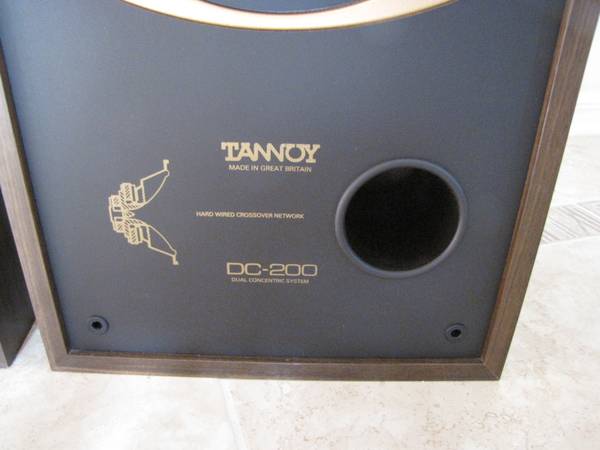 TANNOY
MADE IN GREAT BRITAIN
HARD WIRED CROSSOVER NETWORK
DC-200
DUAL CONCENTRIC SYSTEM